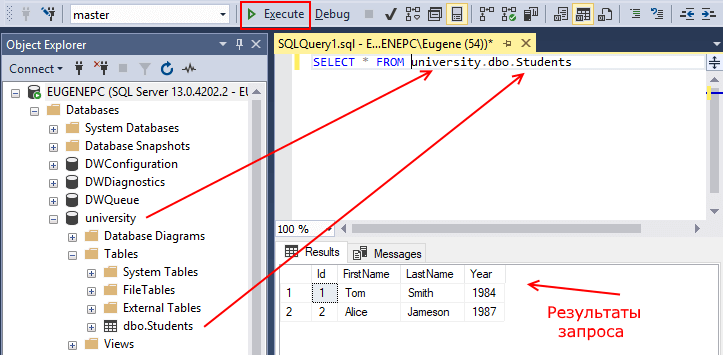 master
Execute
Debug
Object Explorer
Connect
EUGENEPC (SQL Server 13.0.4202.2 - EU
Databases
System Databases
Database Snapshots
DWConfiguration
DWDiagnostics
DWQueue
university
Database Diagrams
Tables
System Tables
FileTables
External Tables
dbo.Students
Views
SQLQuery1.sql - E...ENEPC\Eugene (54))*
SELECT * FROM university.dbo.Students
100 %
Results Messages
Id FirstName LastName Year
1 1 Tom Smith 1984
2 2 Alice Jameson 1987
Результаты
запроса